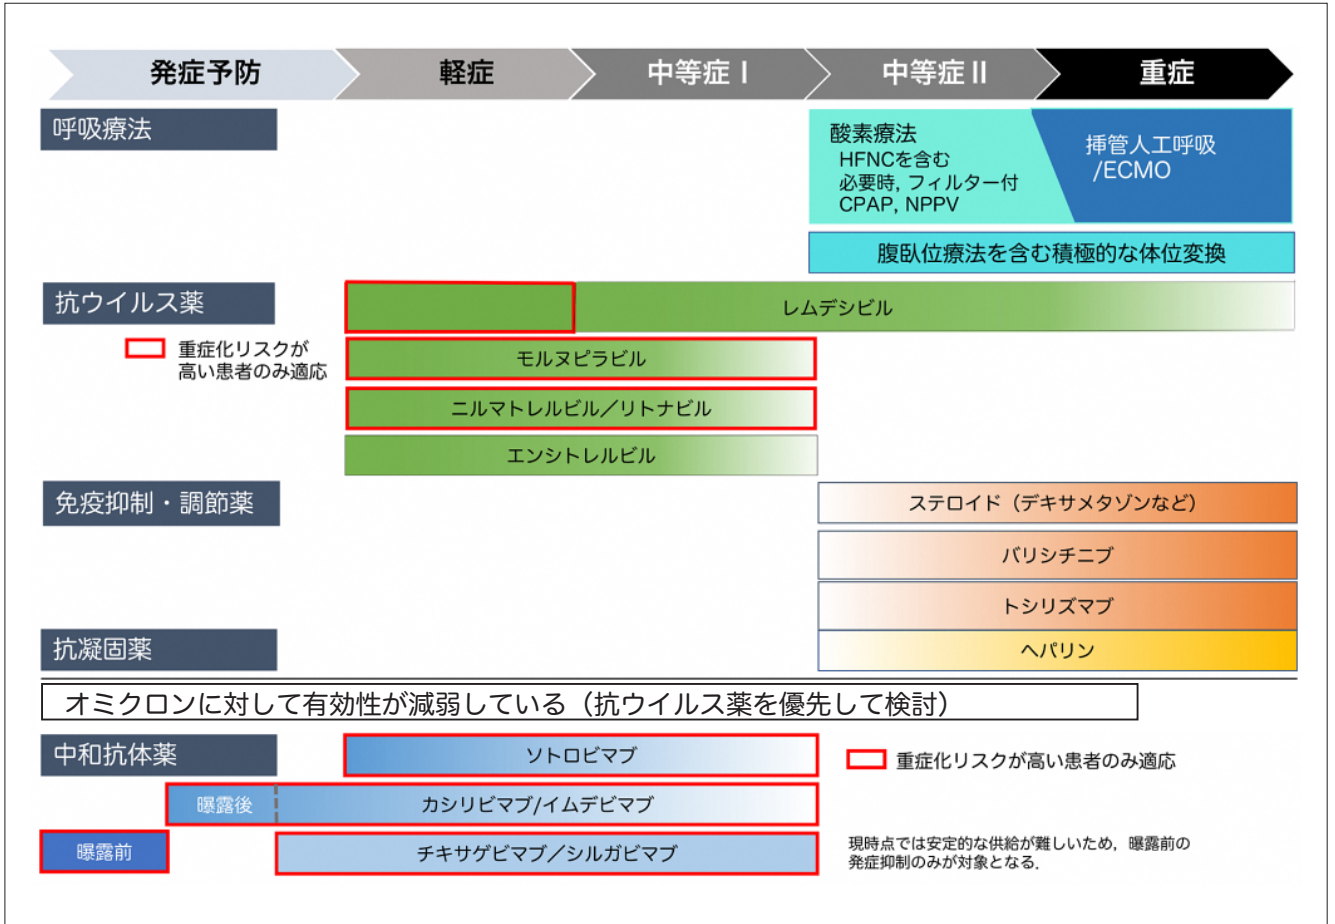 発症予防
軽症
中等症Ⅰ
中等症Ⅱ
重症
呼吸療法
酸素療法
HFNCを含む
必要時, フィルター付
CPAP, NPPV
挿管人工呼吸
/ECMO
腹臥位療法を含む積極的な体位変換
抗ウイルス薬
重症化リスクが
高い患者のみ適応
レムデシビル
モルヌピラビル
ニルマトレルビル／リトナビル
エンシトレルビル
免疫抑制・調節薬
ステロイド（デキサメタゾンなど）
バリシチニブ
トシリズマブ
抗凝固薬
ヘパリン
オミクロンに対して有効性が減弱している（抗ウイルス薬を優先して検討）
中和抗体薬
ソトロビマブ
重症化リスクが高い患者のみ適応
曝露後
カシリビマブ/イムデビマブ
曝露前
チキサゲビマブ／シルガビマブ
現時点では安定的な供給が難しいため，曝露前の
発症抑制のみが対象となる．